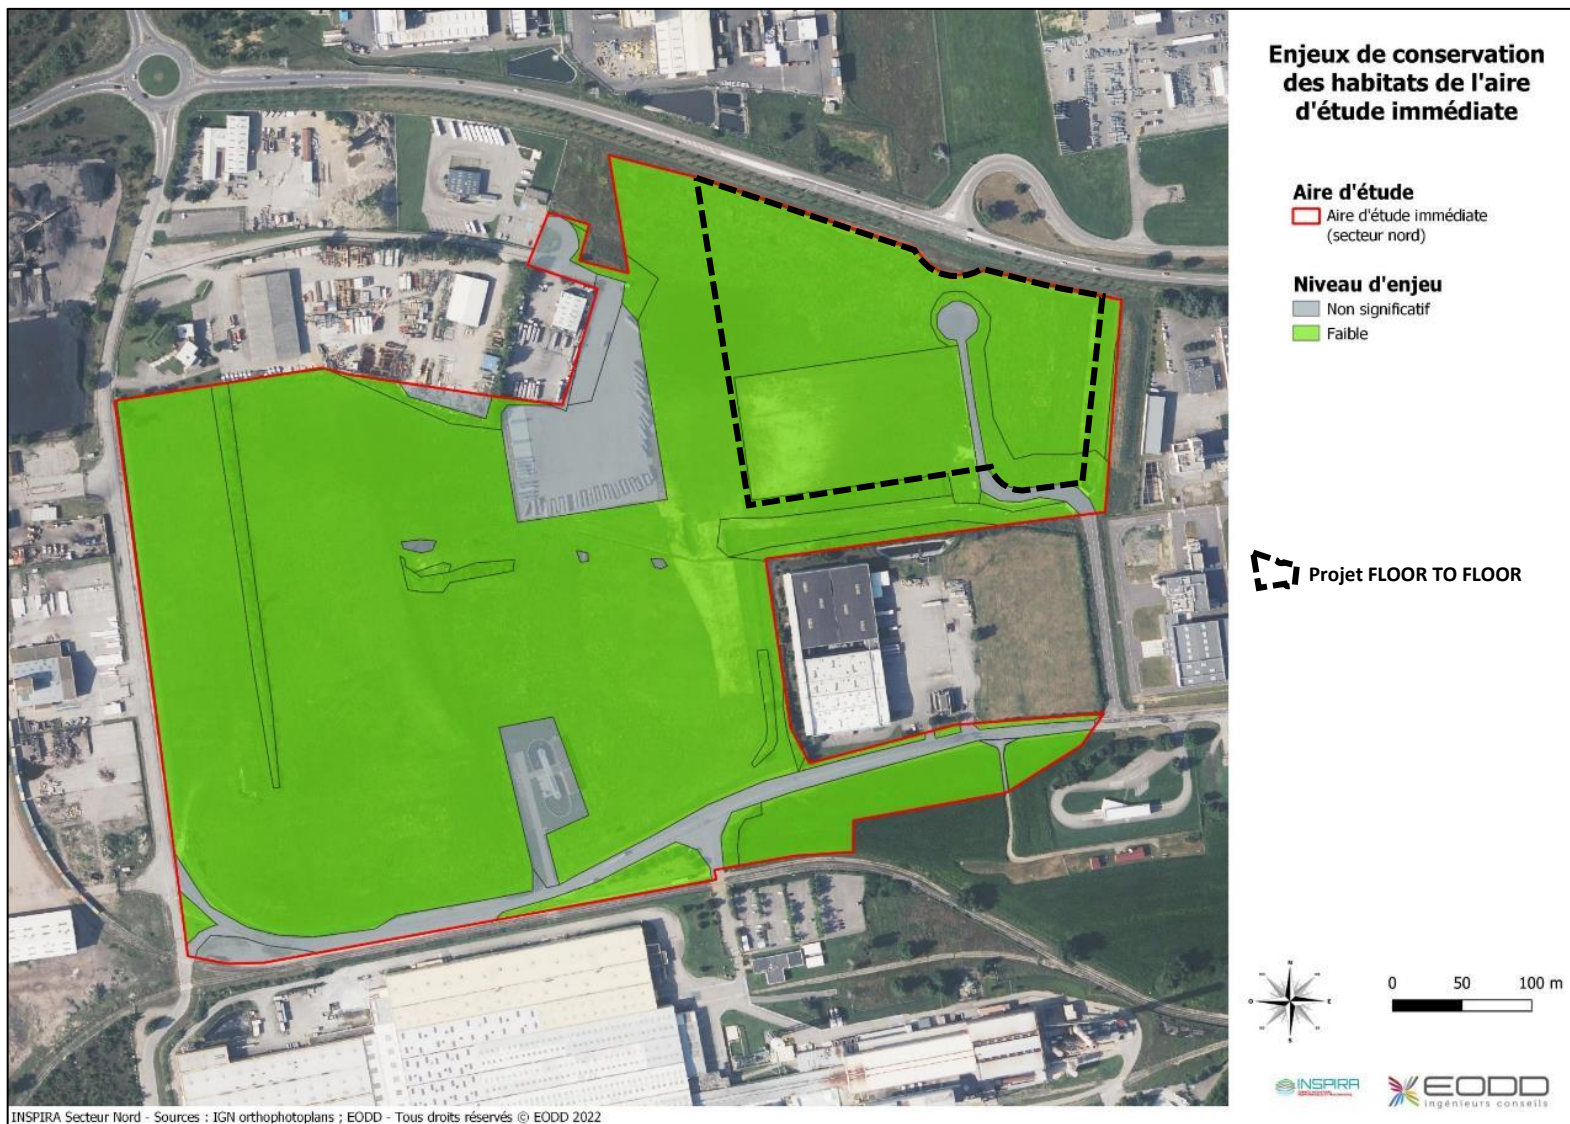 Enjeux de conservation
des habitats de l'aire
d'étude immédiate
Aire d'étude
Aire d'étude immédiate
(secteur nord)
Niveau d'enjeu
Non significatif
Faible
Projet FLOOR TO FLOOR
N
O
E
S
0 50 100 m
INSPIRA
EODD
ingénieurs conseils
INSPIRA Secteur Nord - Sources : IGN orthophotoplans ; EODD - Tous droits réservés © EODD 2022